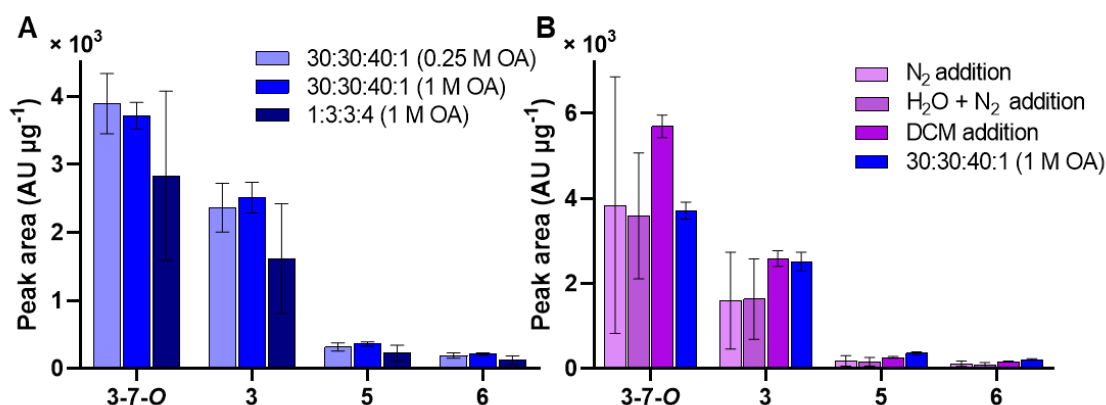 A
× 10³
Peak area (AU µg⁻¹)
4
3
2
1
0
30:30:40:1 (0.25 M OA)
30:30:40:1 (1 M OA)
1:3:3:4 (1 M OA)
3-7-O
3
5
6
B
× 10³
Peak area (AU µg⁻¹)
6
4
2
0
N₂ addition
H₂O + N₂ addition
DCM addition
30:30:40:1 (1 M OA)
3-7-O
3
5
6